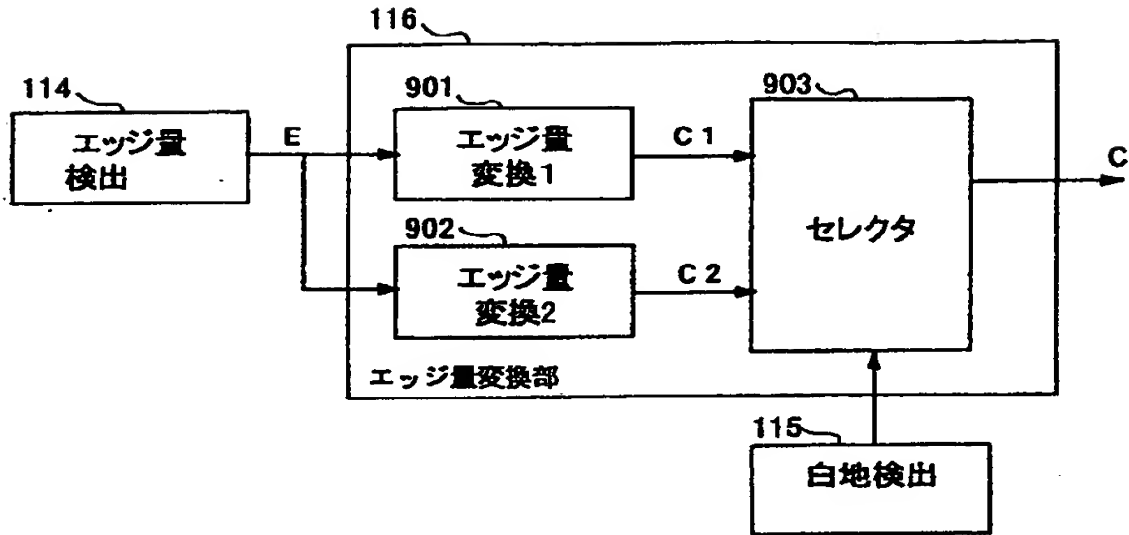 116
114
エッジ量
検出
E
901
エッジ量
変換1
C1
903
セレクタ
C
902
エッジ量
変換2
C2
エッジ量変換部
115
白地検出